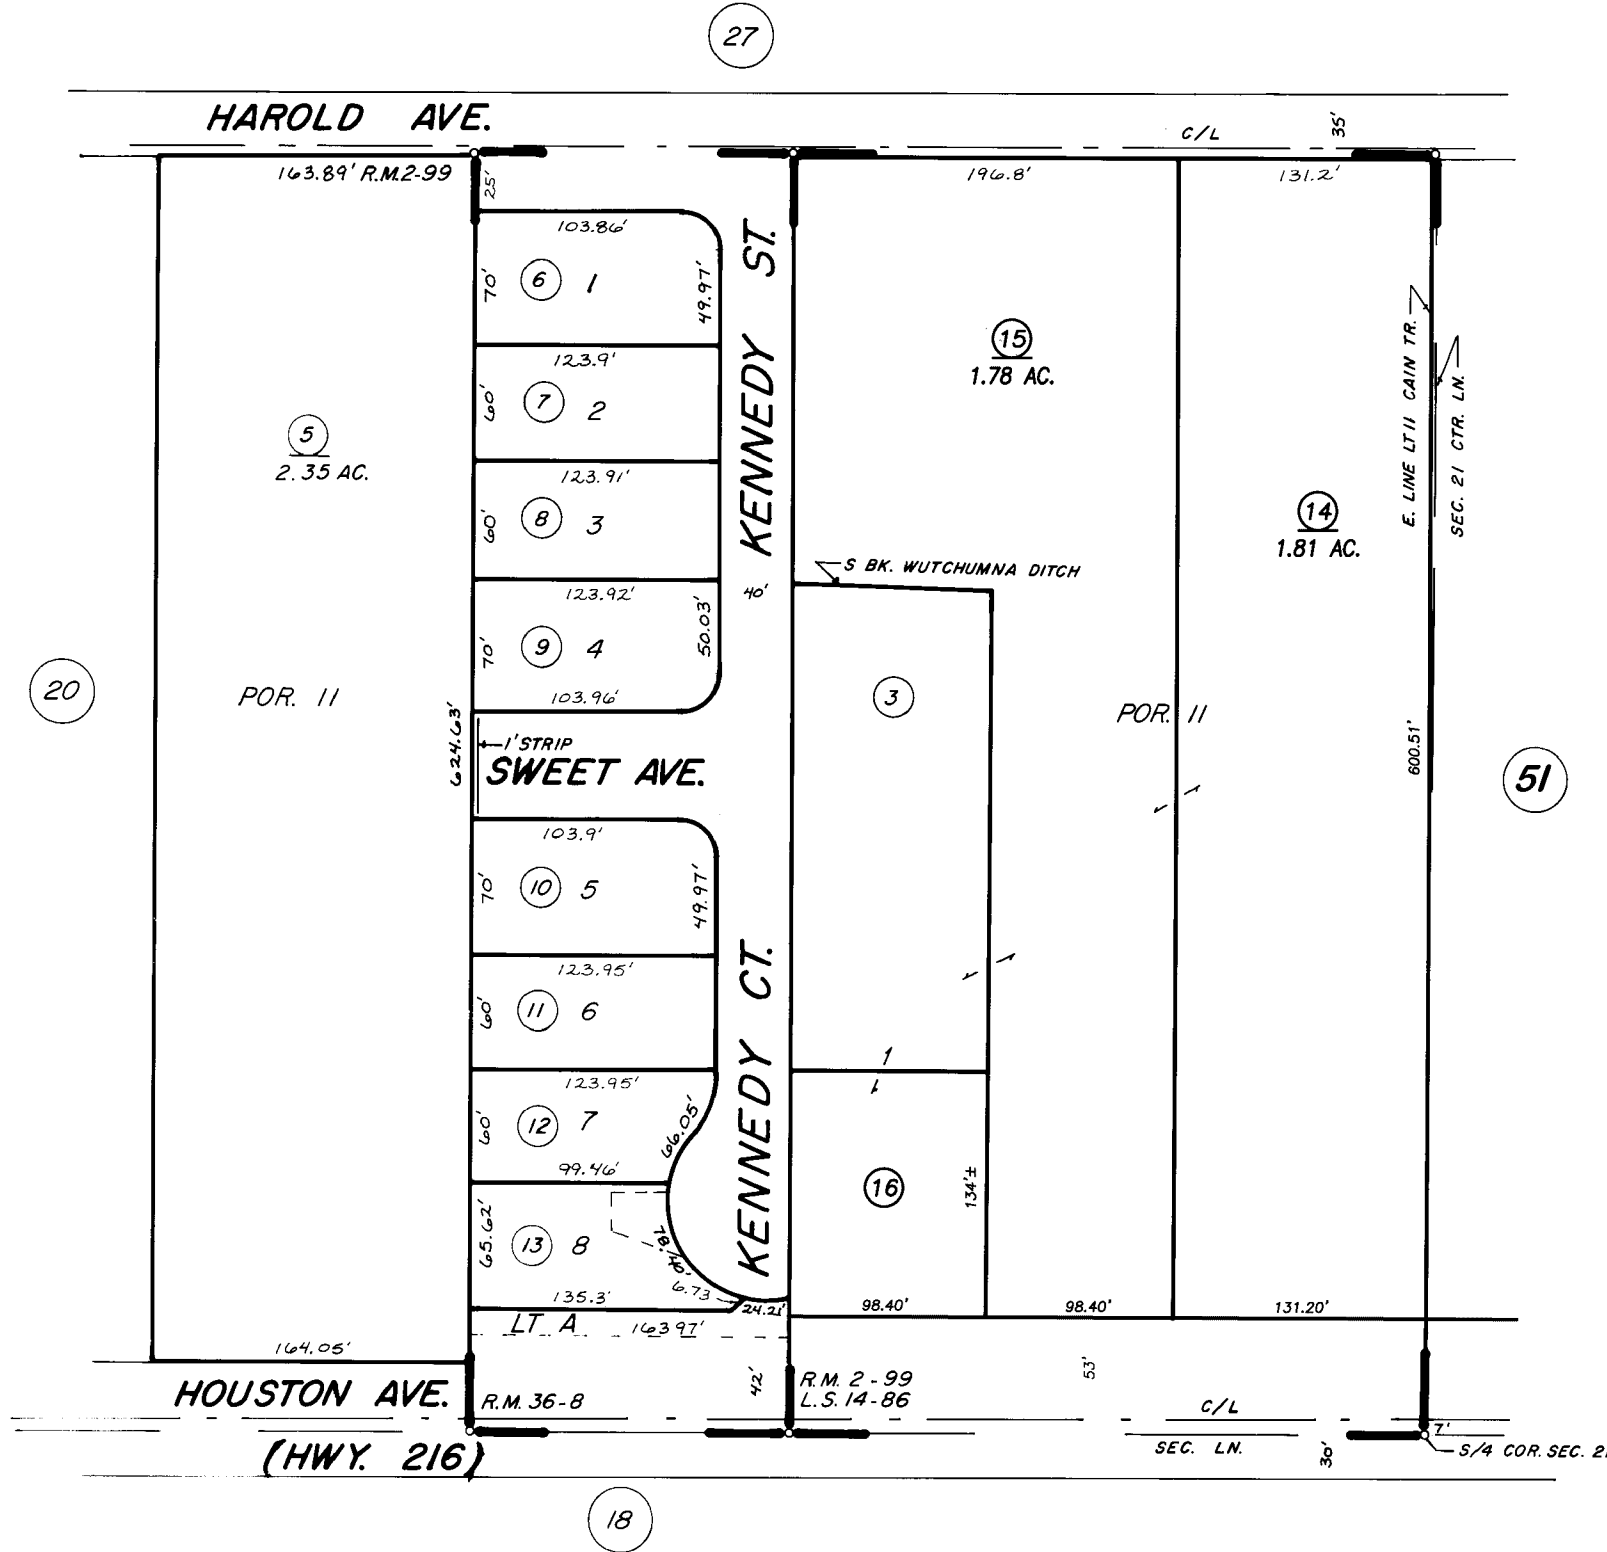 27
HAROLD AVE.
C/L
35'
163.89' R.M.2-99
25'
196.8'
131.2'
103.86'
70'
6 1
49.97'
KENNEDY ST.
123.9'
60'
7 2
15
1.78 AC.
E. LINE LT 11 CAIN TR.
SEC. 21 CTR. LN.
5
2.35 AC.
123.91'
60'
8 3
14
1.81 AC.
S BK. WUTCHUMNA DITCH
123.92'
40'
70'
9 4
50.03'
20
POR. 11
103.96'
3
POR. 11
624.63'
1' STRIP
SWEET AVE.
600.51'
51
103.9'
70'
10 5
49.97'
KENNEDY CT.
123.95'
60'
11 6
1
1
123.95'
60'
12 7
66.05'
99.46'
16
134'±
65.62'
13 8
78.40'
6.73
135.3'
24.21'
98.40'
98.40'
131.20'
LT A
163.97'
164.05'
42'
53'
HOUSTON AVE.
R.M. 36-8
R.M. 2-99
L.S. 14-86
C/L
(HWY. 216)
SEC. LN.
30'
7'
S/4 COR. SEC. 21
18